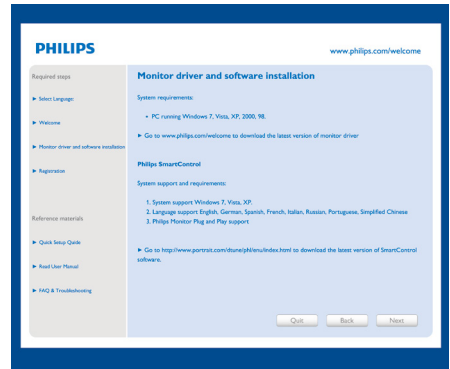 PHILIPS
www.philips.com/welcome
Required steps
Select Language:
Welcome
Monitor driver and software installation
Registration
Reference materials
Quick Setup Quide
Read User Manual
FAQ & Troubleshooting
Monitor driver and software installation
System requirements:
• PC running Windows 7, Vista, XP, 2000, 98.
Go to www.philips.com/welcome to download the latest version of monitor driver
Philips SmartControl
System support and requirements:
1. System support Windows 7, Vista, XP.
2. Language support English, German, Spanish, French, Italian, Russian, Portuguese, Simplified Chinese
3. Philips Monitor Plug and Play support
Go to http://www.portrait.com/dtune/phl/enu/index.html to download the latest version of SmartControl
software.
Quit
Back
Next